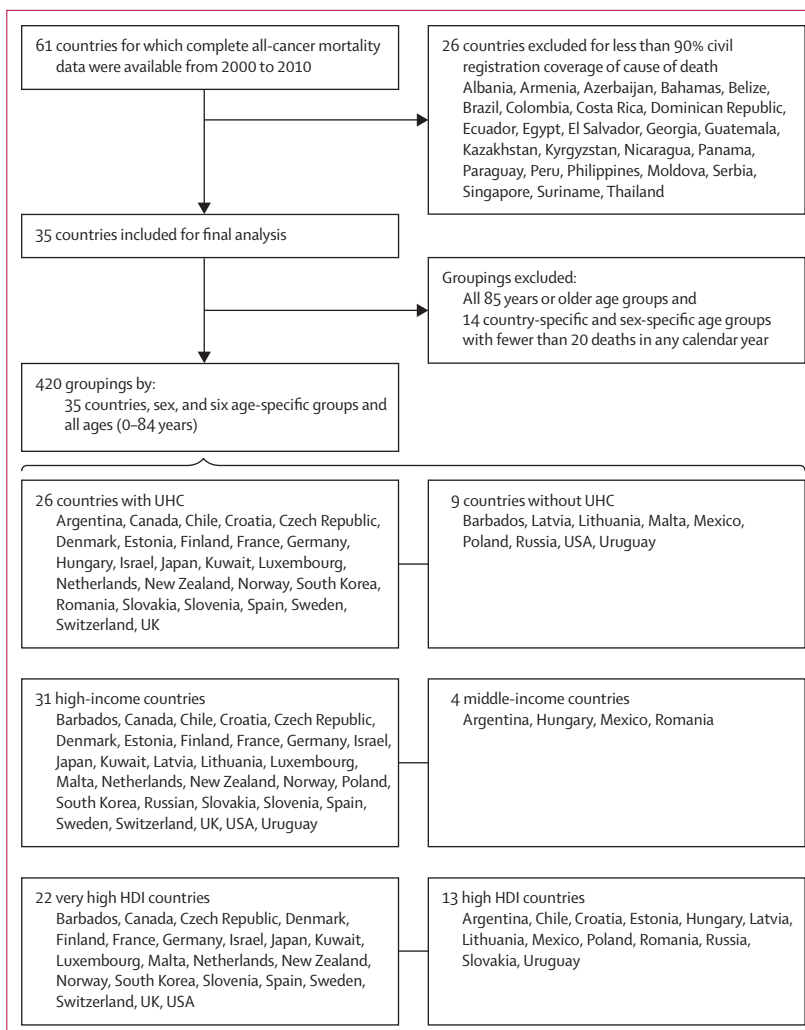 61 countries for which complete all-cancer mortality
data were available from 2000 to 2010
26 countries excluded for less than 90% civil
registration coverage of cause of death
Albania, Armenia, Azerbaijan, Bahamas, Belize,
Brazil, Colombia, Costa Rica, Dominican Republic,
Ecuador, Egypt, El Salvador, Georgia, Guatemala,
Kazakhstan, Kyrgyzstan, Nicaragua, Panama,
Paraguay, Peru, Philippines, Moldova, Serbia,
Singapore, Suriname, Thailand
35 countries included for final analysis
Groupings excluded:
All 85 years or older age groups and
14 country-specific and sex-specific age groups
with fewer than 20 deaths in any calendar year
420 groupings by:
35 countries, sex, and six age-specific groups and
all ages (0–84 years)
26 countries with UHC
Argentina, Canada, Chile, Croatia, Czech Republic,
Denmark, Estonia, Finland, France, Germany,
Hungary, Israel, Japan, Kuwait, Luxembourg,
Netherlands, New Zealand, Norway, South Korea,
Romania, Slovakia, Slovenia, Spain, Sweden,
Switzerland, UK
9 countries without UHC
Barbados, Latvia, Lithuania, Malta, Mexico,
Poland, Russia, USA, Uruguay
31 high-income countries
Barbados, Canada, Chile, Croatia, Czech Republic,
Denmark, Estonia, Finland, France, Germany, Israel,
Japan, Kuwait, Latvia, Lithuania, Luxembourg,
Malta, Netherlands, New Zealand, Norway, Poland,
South Korea, Russian, Slovakia, Slovenia, Spain,
Sweden, Switzerland, UK, USA, Uruguay
4 middle-income countries
Argentina, Hungary, Mexico, Romania
22 very high HDI countries
Barbados, Canada, Czech Republic, Denmark,
Finland, France, Germany, Israel, Japan, Kuwait,
Luxembourg, Malta, Netherlands, New Zealand,
Norway, South Korea, Slovenia, Spain, Sweden,
Switzerland, UK, USA
13 high HDI countries
Argentina, Chile, Croatia, Estonia, Hungary, Latvia,
Lithuania, Mexico, Poland, Romania, Russia,
Slovakia, Uruguay